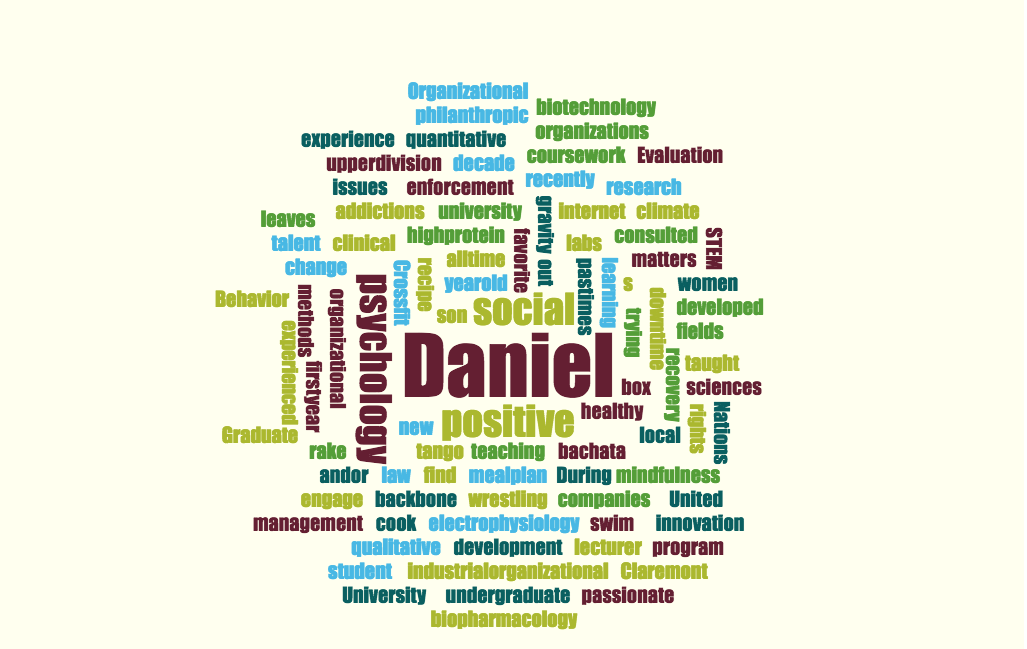 Organizational
philanthropic
biotechnology
experience
quantitative
organizations
upperdivision
decade
coursework
Evaluation
issues
enforcement
recently
research
leaves
addictions
university
gravity out
Internet
climate
talent
clinical
highprotein
favorite
labs
consulted
STEM
change
Crossfit
recipe
alltime
yearold
pastimes
learning
matters
s
women
Behavior
methods
organizational
psychology
son
social
trying
downtime
developed
fields
experienced
firstyear
Daniel
recovery
taught
box
sciences
Graduate
new
positive
healthy
local
rights
Nations
rake
tango
teaching
bachata
andor
law
find
mealplan
During
mindfulness
engage
backbone
wrestling
companies
United
management
cook
electrophysiology
swim
innovation
qualitative
development
lecturer
program
student
industrialorganizational
Claremont
University
undergraduate
passionate
biopharmacology